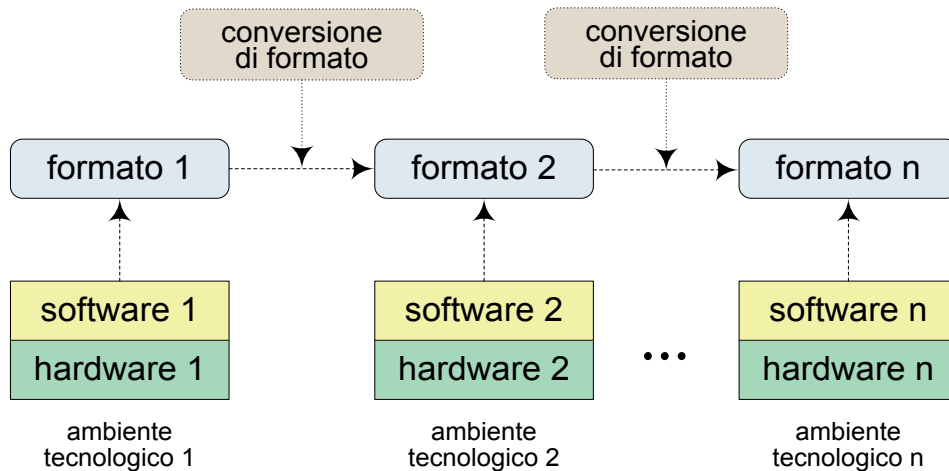 conversione
di formato
conversione
di formato
formato 1
formato 2
formato n
software 1
software 2
software n
hardware 1
hardware 2
...
hardware n
ambiente
tecnologico 1
ambiente
tecnologico 2
ambiente
tecnologico n